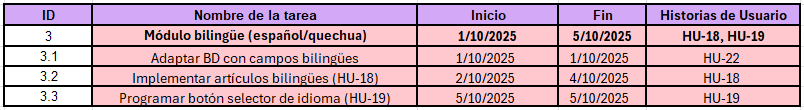 ID Nombre de la tarea Inicio Fin Historias de Usuario
3 Módulo bilingüe (español/quechua) 1/10/2025 5/10/2025 HU-18, HU-19
3.1 Adaptar BD con campos bilingües 1/10/2025 1/10/2025 HU-22
3.2 Implementar artículos bilingües (HU-18) 2/10/2025 4/10/2025 HU-18
3.3 Programar botón selector de idioma (HU-19) 5/10/2025 5/10/2025 HU-19